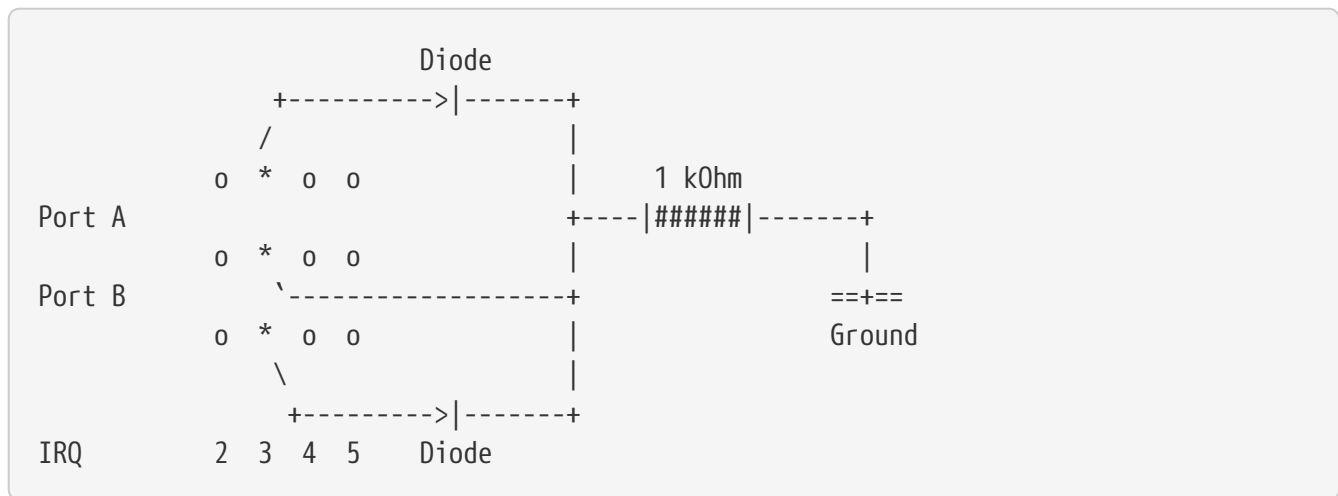 Diode
                +---------->|-------+
               /                    |
            o  *  o  o              |     1 kOhm
Port A                              +----|######|-------+
            o  *  o  o              |                   |
Port B          `-------------------+                 ==+==
            o  *  o  o              |                 Ground
                \                   |
                 +--------->|-------+
IRQ         2  3  4  5    Diode